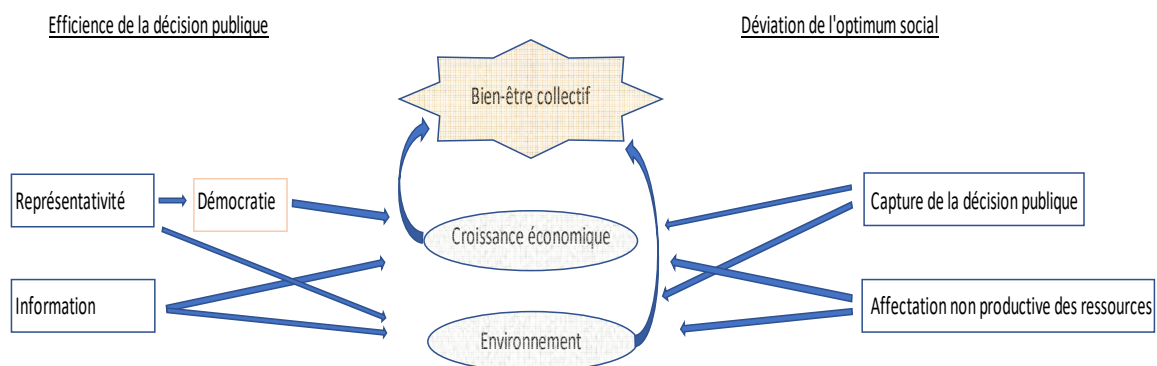 Efficience de la décision publique
Déviation de l'optimum social
Bien-être collectif
Représentativité
Démocratie
Capture de la décision publique
Croissance économique
Information
Affectation non productive des ressources
Environnement